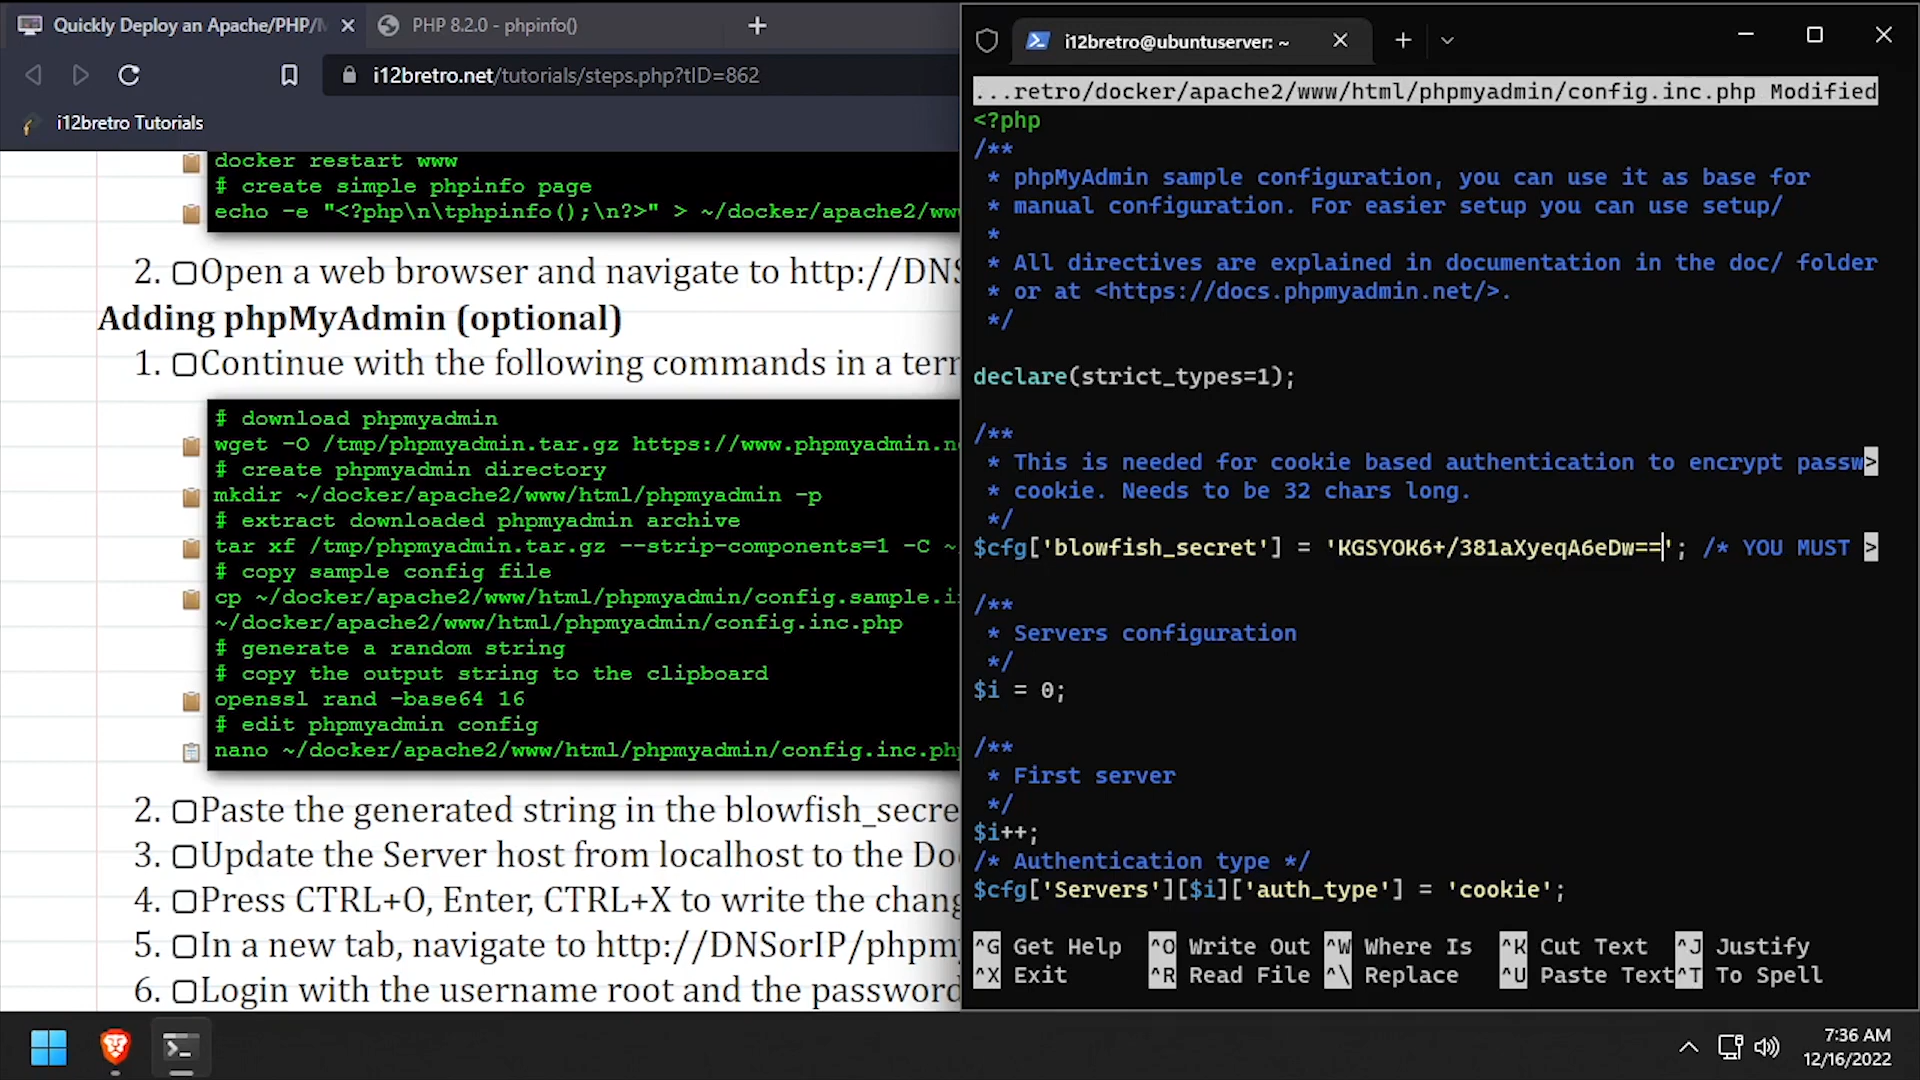 Quickly Deploy an Apache/PHP/M
PHP 8.2.0 - phpinfo()
i12bretro.net/tutorials/steps.php?tID=862
i12bretro Tutorials
docker restart www
# create simple phpinfo page
echo -e "<?php\n\tphpinfo();\n?>" > ~/docker/apache2/ww
2. Open a web browser and navigate to http://DNS
Adding phpMyAdmin (optional)
1. Continue with the following commands in a terr
# download phpmyadmin
wget -O /tmp/phpmyadmin.tar.gz https://www.phpmyadmin.ne
# create phpmyadmin directory
mkdir ~/docker/apache2/www/html/phpmyadmin -p
# extract downloaded phpmyadmin archive
tar xf /tmp/phpmyadmin.tar.gz --strip-components=1 -C ~
# copy sample config file
cp ~/docker/apache2/www/html/phpmyadmin/config.sample.i
~/docker/apache2/www/html/phpmyadmin/config.inc.php
# generate a random string
# copy the output string to the clipboard
openssl rand -base64 16
# edit phpmyadmin config
nano ~/docker/apache2/www/html/phpmyadmin/config.inc.ph
2. Paste the generated string in the blowfish_secre
3. Update the Server host from localhost to the Do
4. Press CTRL+O, Enter, CTRL+X to write the chang
5. In a new tab, navigate to http://DNSorIP/phpmy
6. Login with the username root and the password
i12bretro@ubuntuserver: ~
...retro/docker/apache2/www/html/phpmyadmin/config.inc.php Modified
<?php
/**
* phpMyAdmin sample configuration, you can use it as base for
* manual configuration. For easier setup you can use setup/
*
* All directives are explained in documentation in the doc/ folder
* or at <https://docs.phpmyadmin.net/>.
*/
declare(strict_types=1);
/**
* This is needed for cookie based authentication to encrypt passw>
* cookie. Needs to be 32 chars long.
*/
$cfg['blowfish_secret'] = 'KGSYOK6+/381aXyeqA6eDw=='; /* YOU MUST >
/**
* Servers configuration
*/
$i = 0;
/**
* First server
*/
$i++;
/* Authentication type */
$cfg['Servers'][$i]['auth_type'] = 'cookie';
^G Get Help ^O Write Out ^W Where Is ^K Cut Text ^J Justify
^X Exit ^R Read File ^\ Replace ^U Paste Text ^T To Spell
7:36 AM
12/16/2022